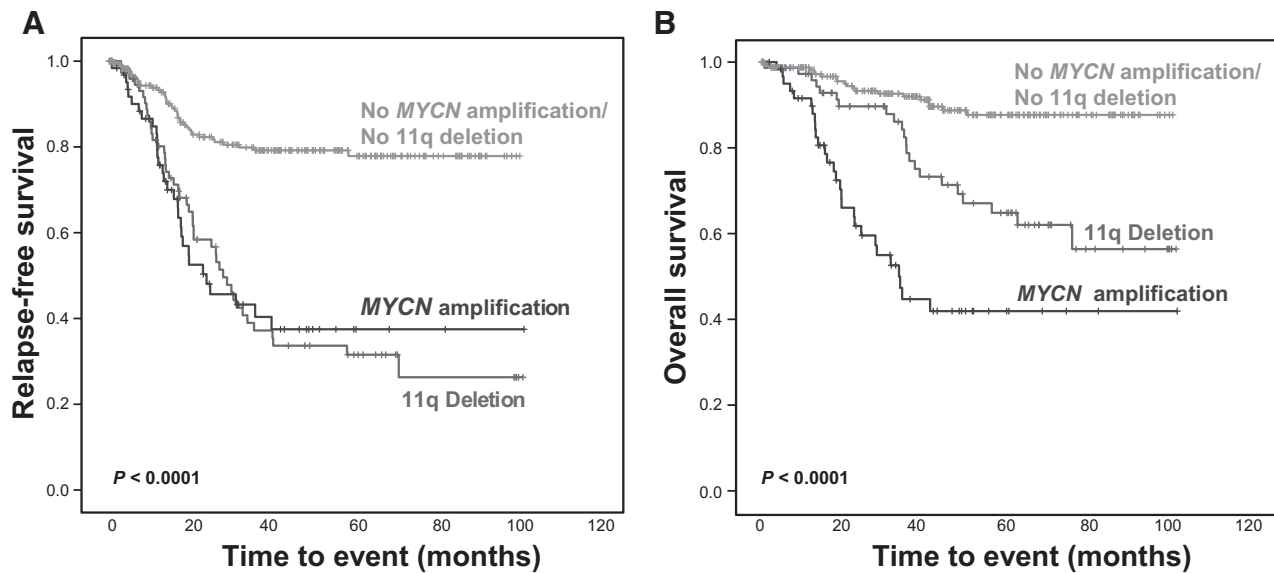 A
Relapse-free survival
1.0
0.8
0.6
0.4
0.2
0.0
No MYCN amplification/
No 11q deletion
MYCN amplification
11q Deletion
P < 0.0001
0 20 40 60 80 100 120
Time to event (months)
B
Overall survival
1.0
0.8
0.6
0.4
0.2
0.0
No MYCN amplification/
No 11q deletion
11q Deletion
MYCN amplification
P < 0.0001
0 20 40 60 80 100 120
Time to event (months)